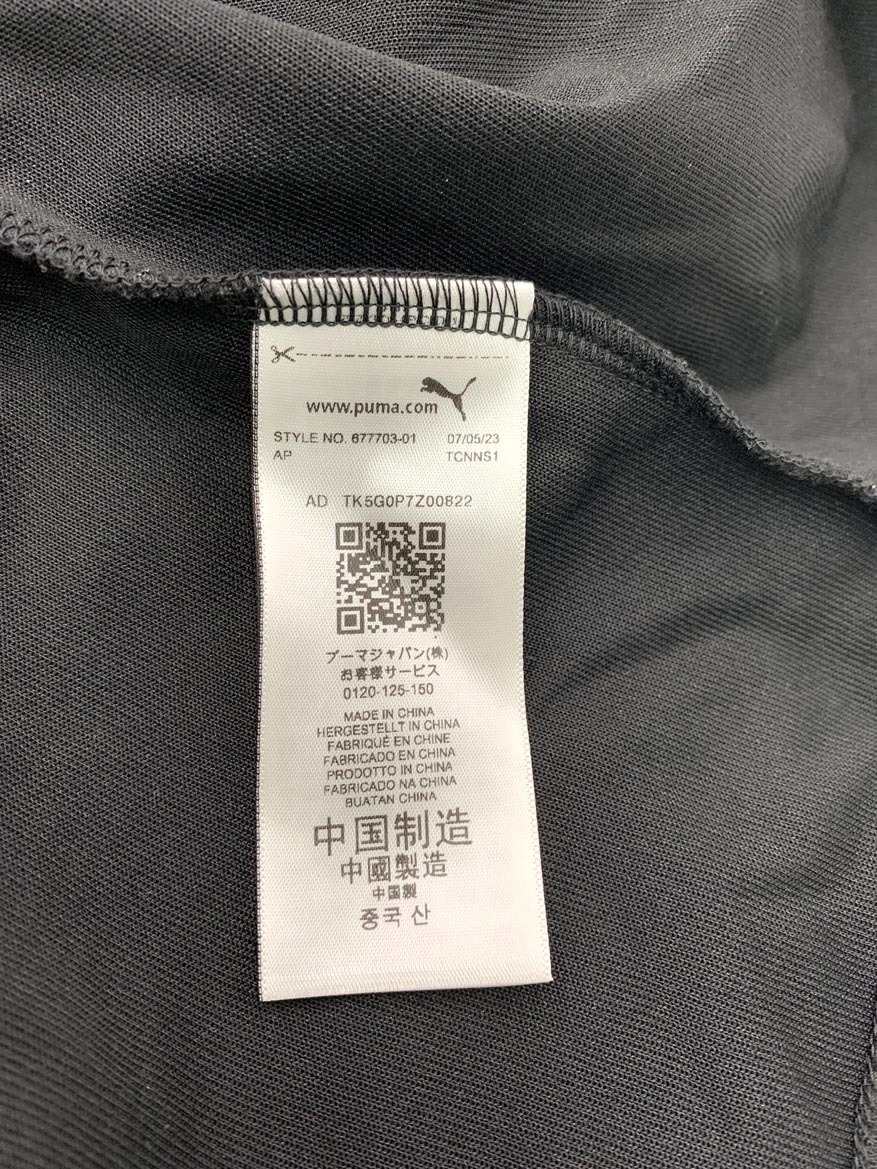 www.puma.com
STYLE NO. 677703-01 07/05/23
AP TCNNS1
AD TK5G0P7Z00822
プーマジャパン(株)
お客様サービス
0120-125-150
MADE IN CHINA
HERGESTELLT IN CHINA
FABRIQUÉ EN CHINE
FABRICADO EN CHINA
PRODOTTO IN CHINA
FABRICADO NA CHINA
BUATAN CHINA
中国制造
中國製造
中国製
중국 산